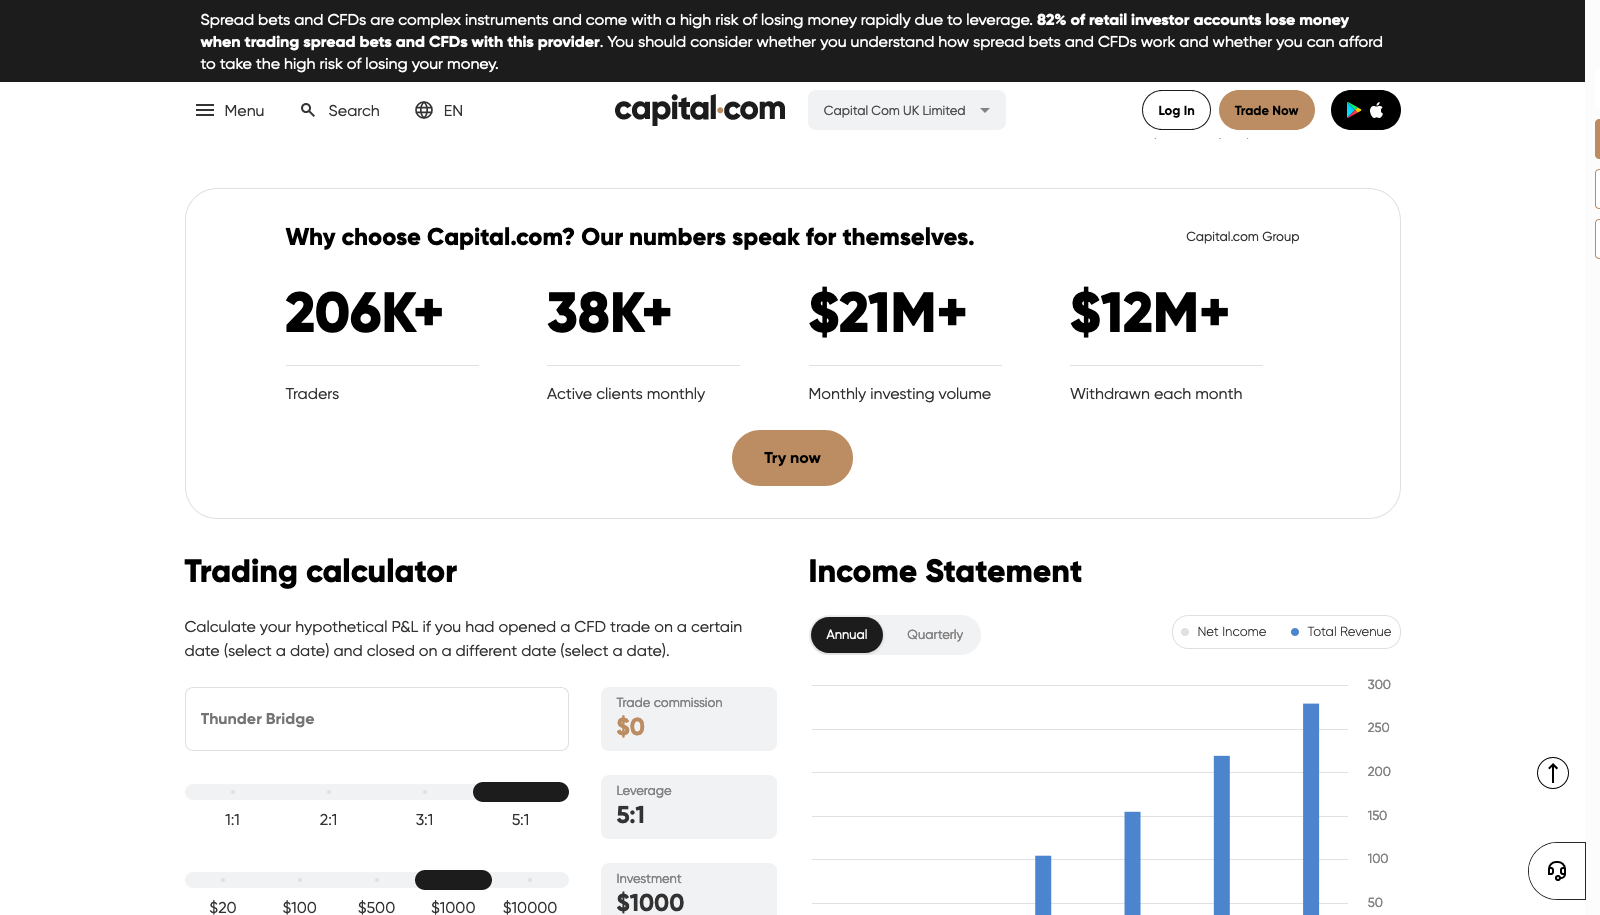 Spread bets and CFDs are complex instruments and come with a high risk of losing money rapidly due to leverage. 82% of retail investor accounts lose money
when trading spread bets and CFDs with this provider. You should consider whether you understand how spread bets and CFDs work and whether you can afford
to take the high risk of losing your money.
Menu
Search
EN
capital.com
Capital Com UK Limited
Log In
Trade Now
Why choose Capital.com? Our numbers speak for themselves.
Capital.com Group
206K+
38K+
$21M+
$12M+
Traders
Active clients monthly
Monthly investing volume
Withdrawn each month
Try now
Trading calculator
Calculate your hypothetical P&L if you had opened a CFD trade on a certain
date (select a date) and closed on a different date (select a date).
Thunder Bridge
Trade commission
$0
1:1
2:1
3:1
5:1
Leverage
5:1
$20
$100
$500
$1000
$10000
Investment
$1000
Income Statement
Annual
Quarterly
Net Income
Total Revenue
300
250
200
150
100
50